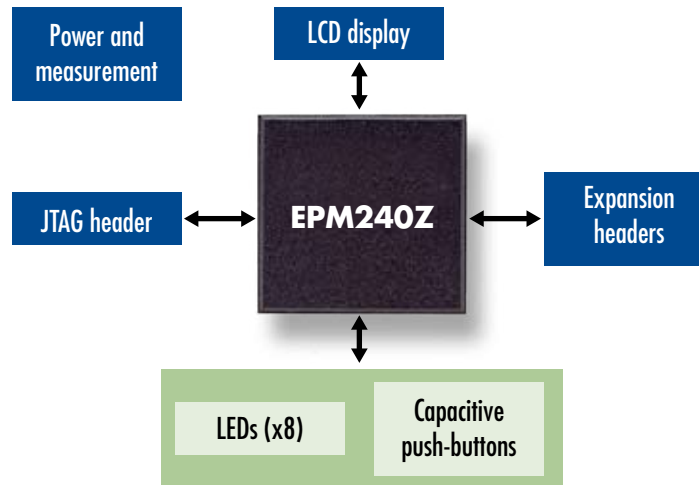 Power and
measurement
LCD display
JTAG header
EPM240Z
Expansion
headers
LEDs (x8)
Capacitive
push-buttons